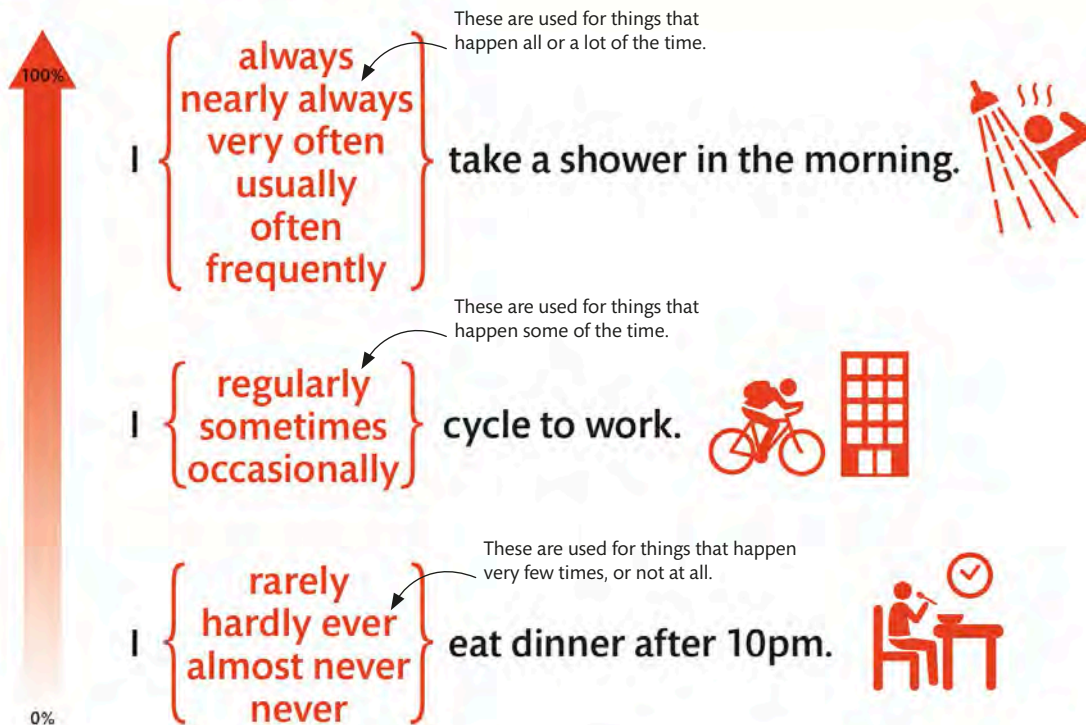 These are used for things that
happen all or a lot of the time.
100%
always
nearly always
very often
I
usually
often
frequently
take a shower in the morning.
These are used for things that
happen some of the time.
regularly
I
sometimes
occasionally
cycle to work.
These are used for things that happen
very few times, or not at all.
rarely
hardly ever
I
almost never
never
eat dinner after 10pm.
0%